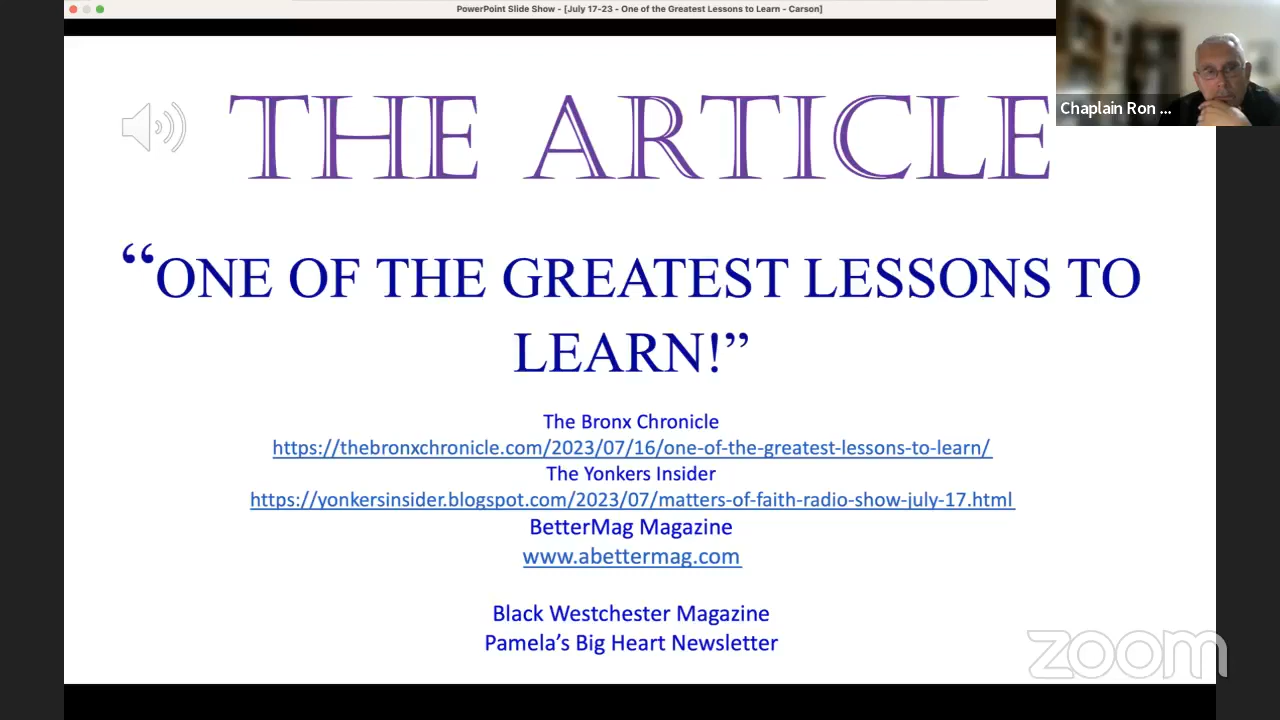 PowerPoint Slide Show - [July 17-23 - One of the Greatest Lessons to Learn - Carson]
Chaplain Ron ...
THE ARTICLE
“ONE OF THE GREATEST LESSONS TO
LEARN!”
The Bronx Chronicle
https://thebronxchronicle.com/2023/07/16/one-of-the-greatest-lessons-to-learn/
The Yonkers Insider
https://yonkersinsider.blogspot.com/2023/07/matters-of-faith-radio-show-july-17.html
BetterMag Magazine
www.abettermag.com
Black Westchester Magazine
Pamela’s Big Heart Newsletter
zoom